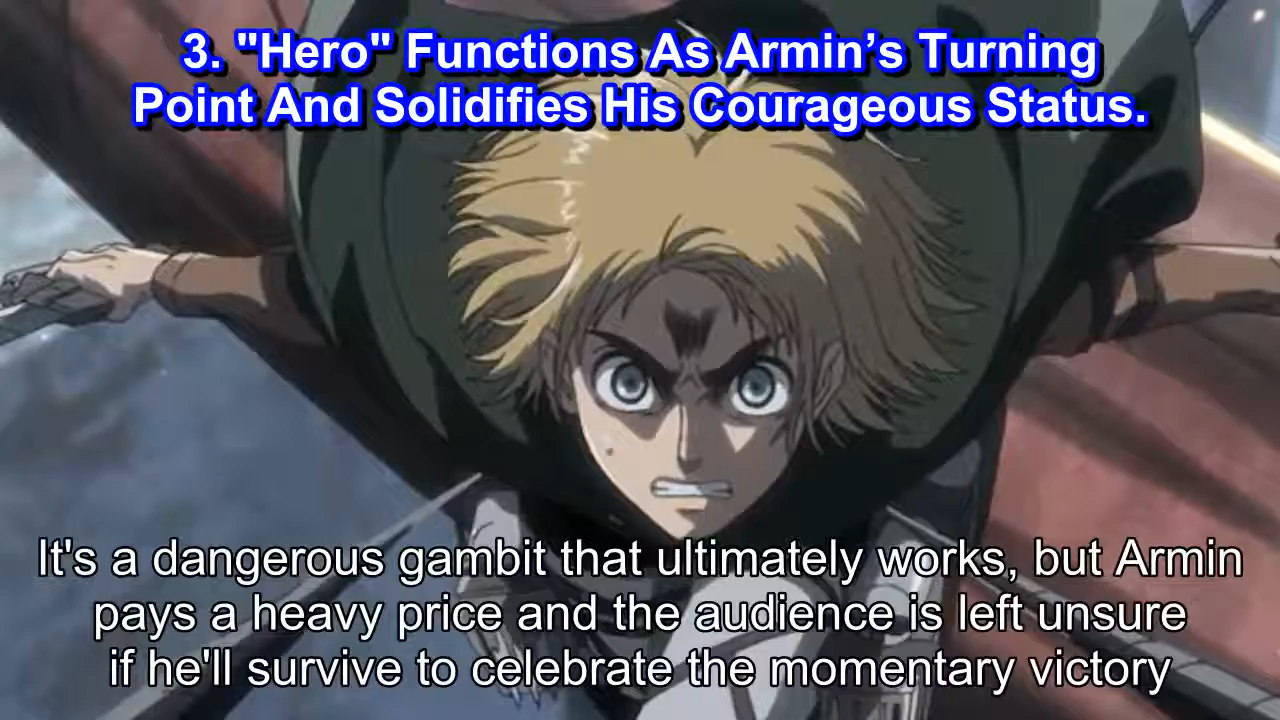 3. "Hero" Functions As Armin’s Turning
Point And Solidifies His Courageous Status.
It's a dangerous gambit that ultimately works, but Armin
pays a heavy price and the audience is left unsure
if he'll survive to celebrate the momentary victory